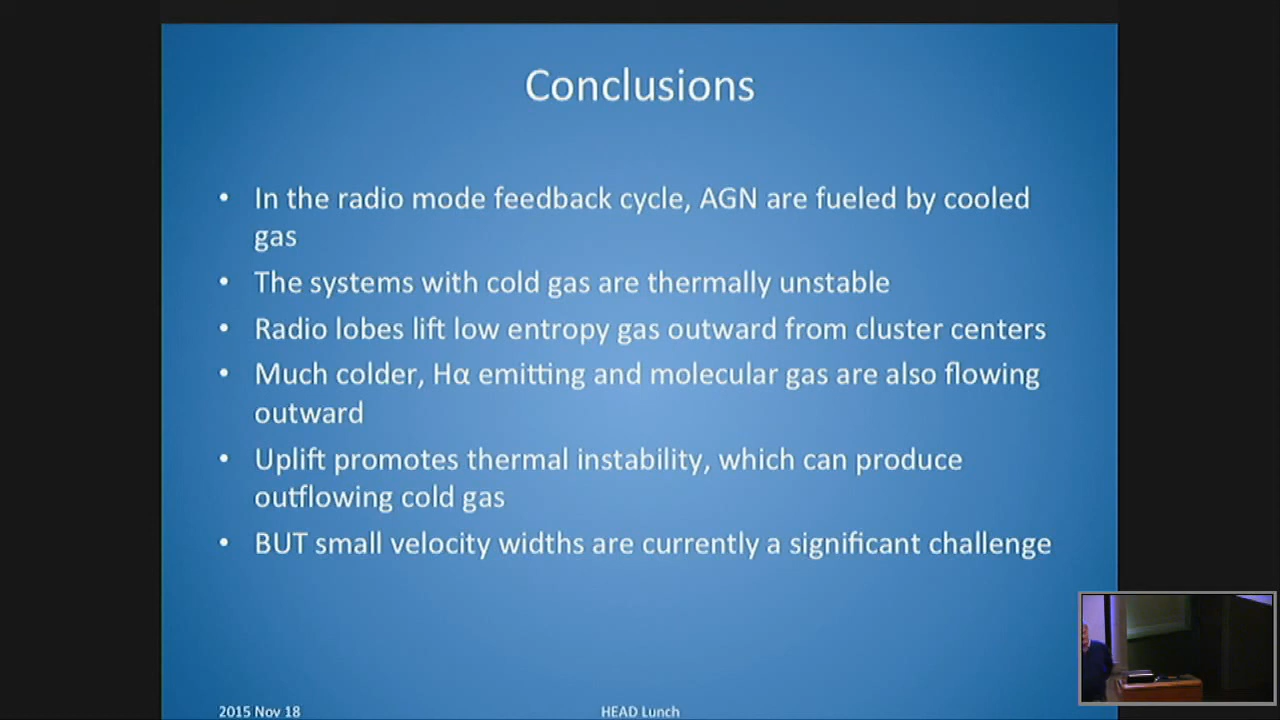 Conclusions
• In the radio mode feedback cycle, AGN are fueled by cooled
gas
• The systems with cold gas are thermally unstable
• Radio lobes lift low entropy gas outward from cluster centers
• Much colder, Hα emitting and molecular gas are also flowing
outward
• Uplift promotes thermal instability, which can produce
outflowing cold gas
• BUT small velocity widths are currently a significant challenge
2015 Nov 18
HEAD Lunch